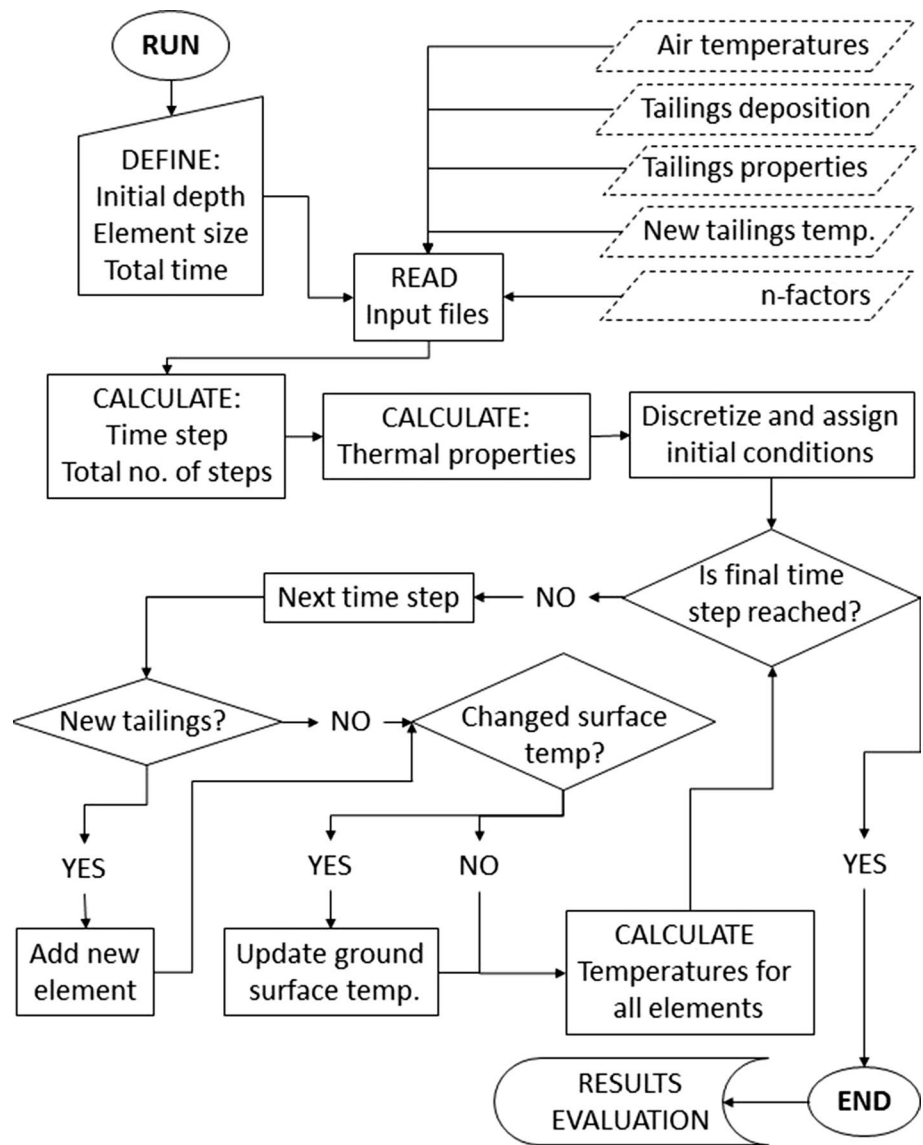 RUN
Air temperatures
Tailings deposition
DEFINE:
Initial depth
Element size
Total time
Tailings properties
New tailings temp.
n-factors
READ
Input files
CALCULATE:
Time step
Total no. of steps
CALCULATE:
Thermal properties
Discretize and assign
initial conditions
Is final time
step reached?
NO
Next time step
New tailings?
NO
Changed surface
temp?
YES
YES
NO
YES
Add new
element
Update ground
surface temp.
CALCULATE
Temperatures for
all elements
RESULTS
EVALUATION
END